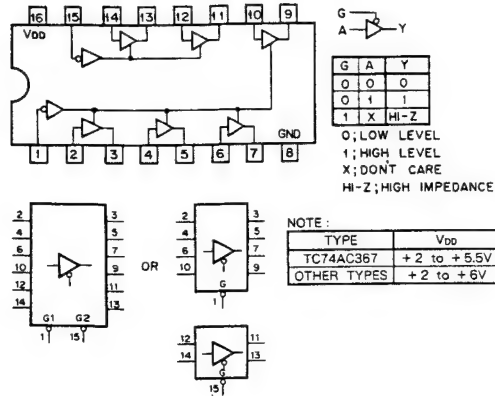 16 15 14 13 12 11 10 9
VDD
GND
1 2 3 4 5 6 7 8
G
A Y
G A Y
0 0 0
0 1 1
1 X HI-Z
0; LOW LEVEL
1; HIGH LEVEL
X; DON'T CARE
HI-Z; HIGH IMPEDANCE
2 3
4 5
6 7
10 9
12 11
14 13
G1 G2
1 15
OR
2 3
4 5
6 7
10 9
G
1
12 11
14 13
G
15
NOTE:
TYPE VDD
TC74AC367 +2 to +5.5V
OTHER TYPES +2 to +6V